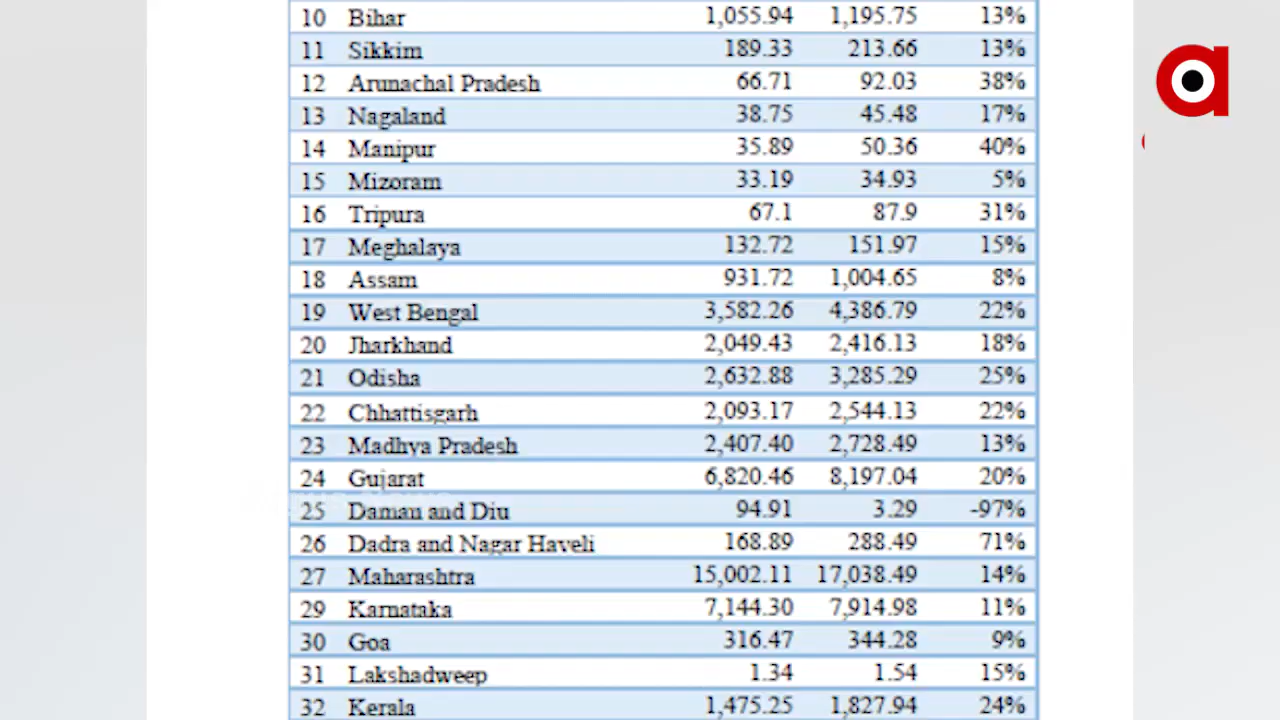 10 Bihar 1,055.94 1,195.75 13%
11 Sikkim 189.33 213.66 13%
12 Arunachal Pradesh 66.71 92.03 38%
13 Nagaland 38.75 45.48 17%
14 Manipur 35.89 50.36 40%
15 Mizoram 33.19 34.93 5%
16 Tripura 67.1 87.9 31%
17 Meghalaya 132.72 151.97 15%
18 Assam 931.72 1,004.65 8%
19 West Bengal 3,582.26 4,386.79 22%
20 Jharkhand 2,049.43 2,416.13 18%
21 Odisha 2,632.88 3,285.29 25%
22 Chhattisgarh 2,093.17 2,544.13 22%
23 Madhya Pradesh 2,407.40 2,728.49 13%
24 Gujarat 6,820.46 8,197.04 20%
25 Daman and Diu 94.91 3.29 -97%
26 Dadra and Nagar Haveli 168.89 288.49 71%
27 Maharashtra 15,002.11 17,038.49 14%
29 Karnataka 7,144.30 7,914.98 11%
30 Goa 316.47 344.28 9%
31 Lakshadweep 1.34 1.54 15%
32 Kerala 1,475.25 1,827.94 24%